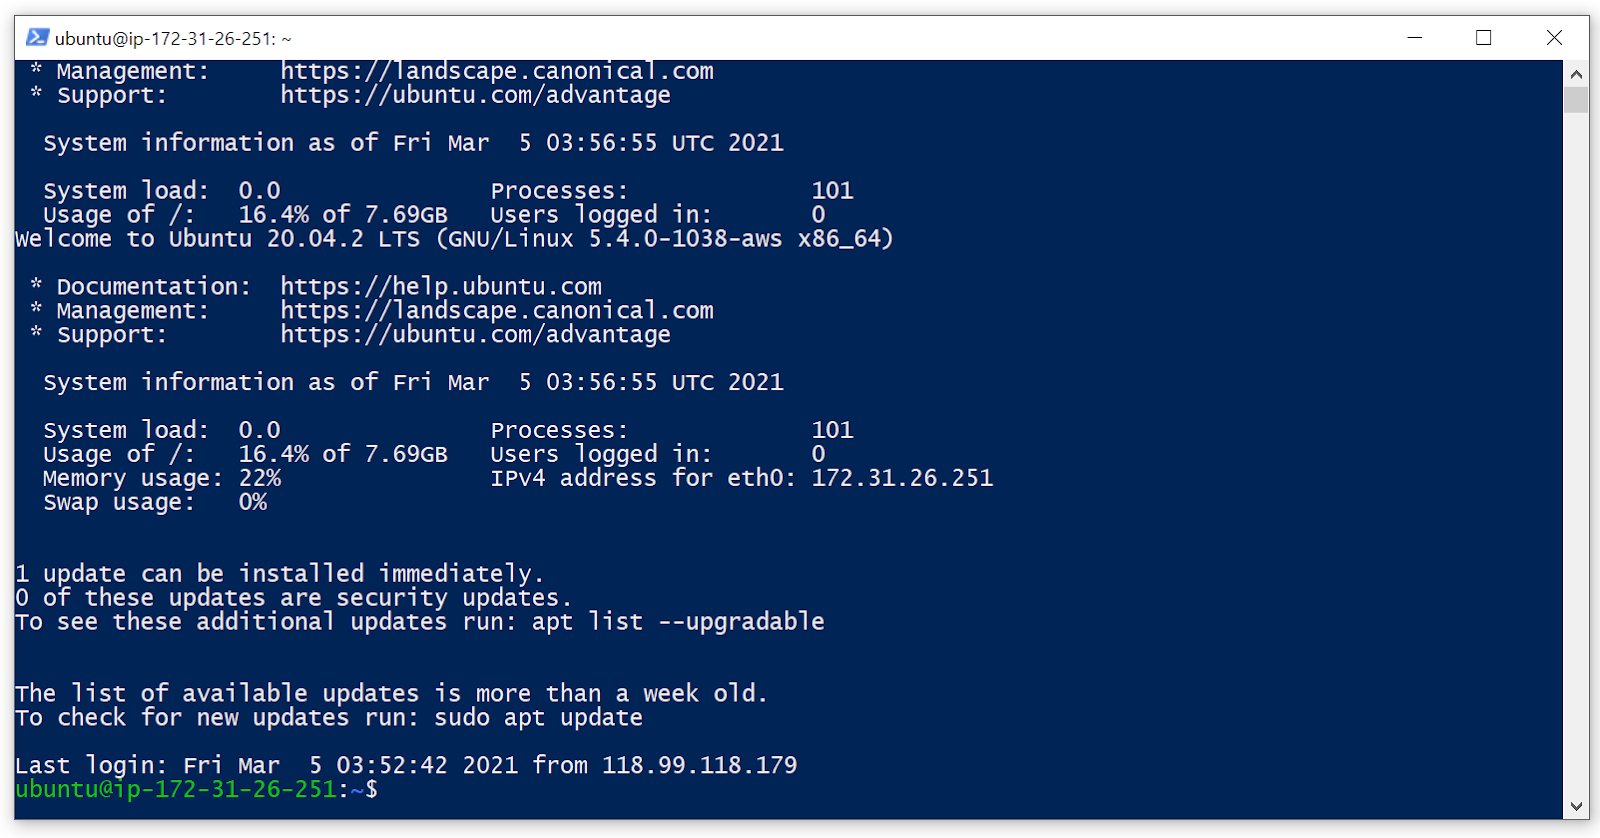 ubuntu@ip-172-31-26-251: ~
* Management:     https://landscape.canonical.com
* Support:        https://ubuntu.com/advantage
System information as of Fri Mar  5 03:56:55 UTC 2021
System load:  0.0               Processes:             101
Usage of /:   16.4% of 7.69GB   Users logged in:       0
Welcome to Ubuntu 20.04.2 LTS (GNU/Linux 5.4.0-1038-aws x86_64)
* Documentation:  https://help.ubuntu.com
* Management:     https://landscape.canonical.com
* Support:        https://ubuntu.com/advantage
System information as of Fri Mar  5 03:56:55 UTC 2021
System load:  0.0               Processes:             101
Usage of /:   16.4% of 7.69GB   Users logged in:       0
Memory usage: 22%               IPv4 address for eth0: 172.31.26.251
Swap usage:   0%
1 update can be installed immediately.
0 of these updates are security updates.
To see these additional updates run: apt list --upgradable
The list of available updates is more than a week old.
To check for new updates run: sudo apt update
Last login: Fri Mar  5 03:52:42 2021 from 118.99.118.179
ubuntu@ip-172-31-26-251:~$